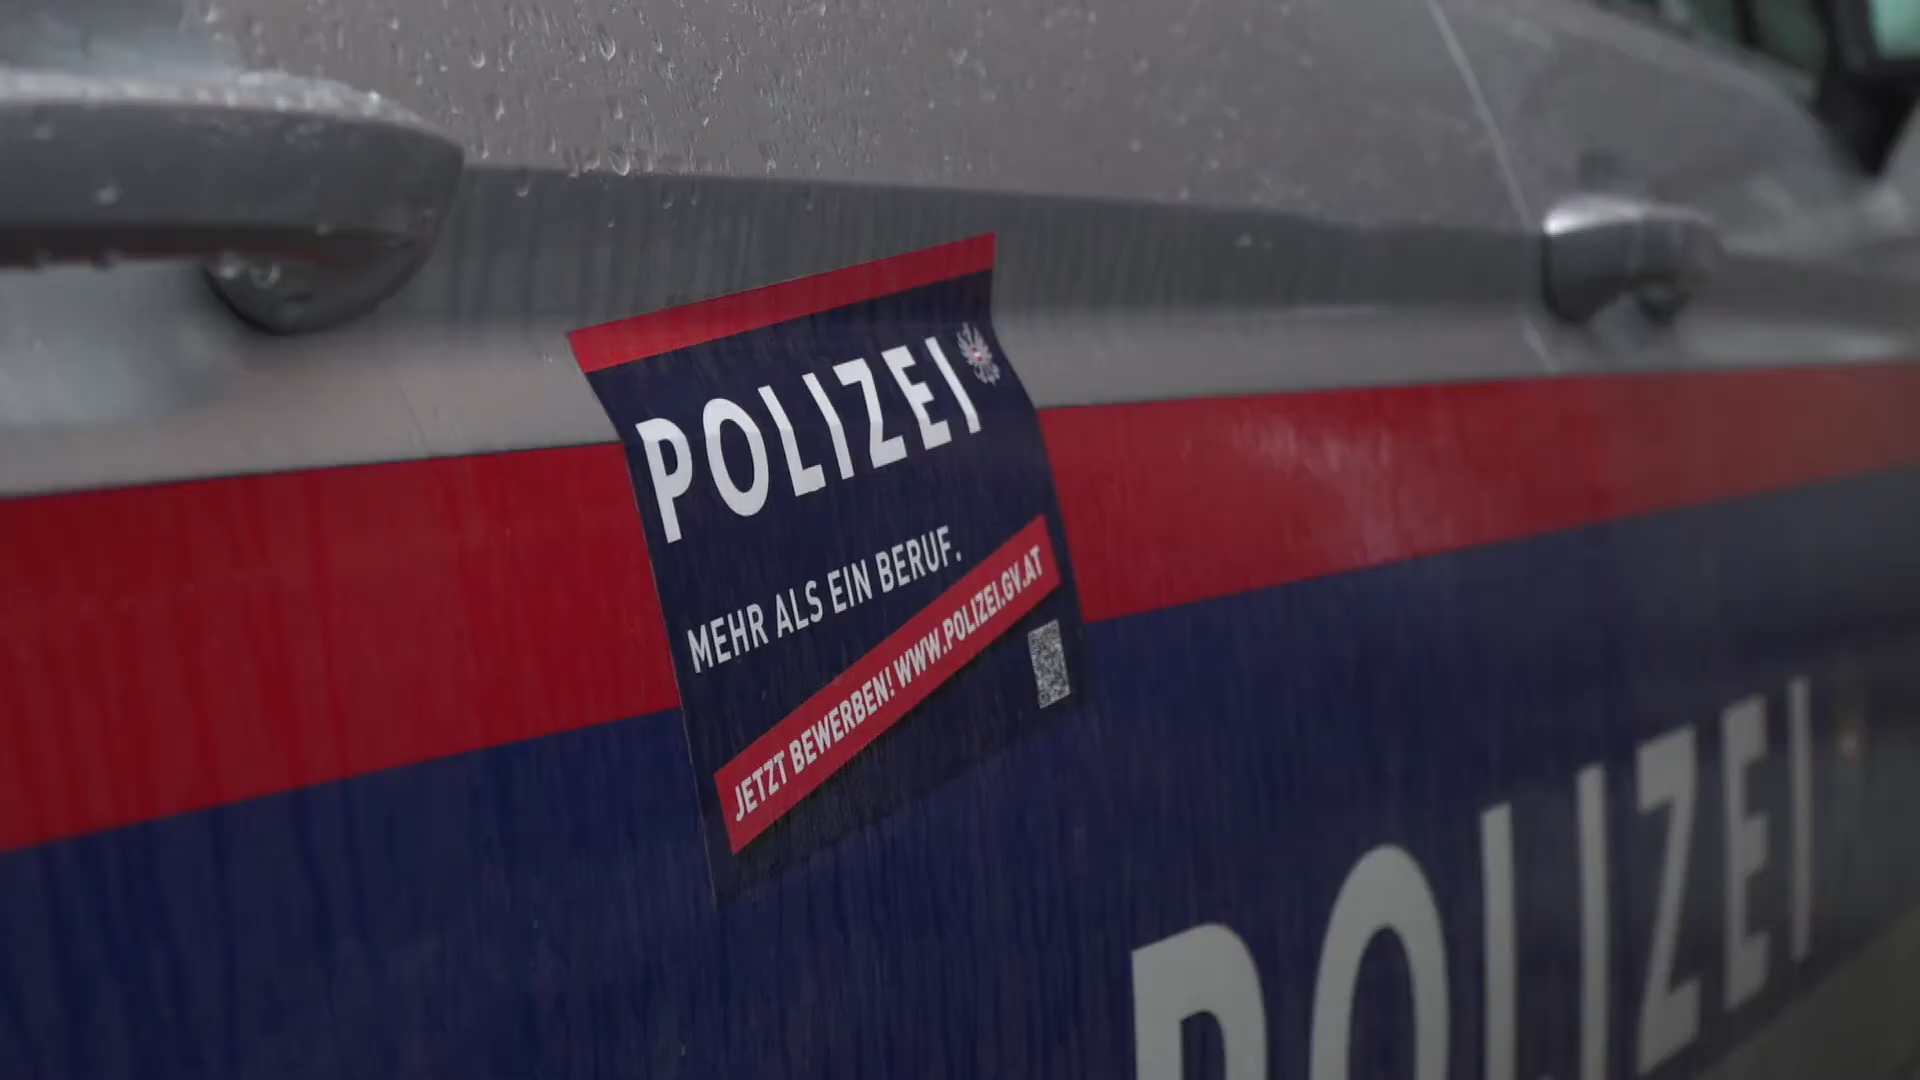 POLIZEI
MEHR ALS EIN BERUF.
JETZT BEWERBEN! WWW.POLIZEI.GV.AT
POLIZEI